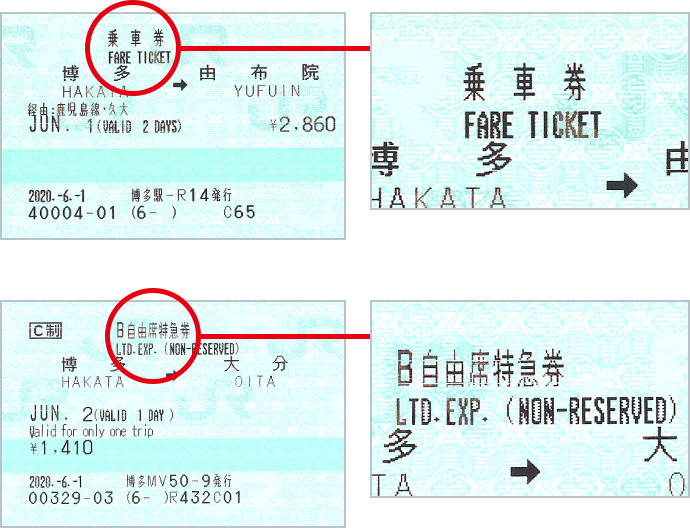 乗車券
FARE TICKET
博多 → 由布院
HAKATA YUFUIN
経由:鹿児島線・久大
JUN. 1(VALID 2 DAYS) ¥2,860
2020.-6.-1 博多駅-R14発行
40004-01 (6- ) C65
乗車券
FARE TICKET
博多 → 由
HAKATA
C制 B自由席特急券
LTD.EXP. (NON-RESERVED)
博多 → 大分
HAKATA OITA
JUN. 2(VALID 1 DAY )
Valid for only one trip
¥1,410
2020.-6.-1 博多MV50-9発行
00329-03 (6- )R432C01
B自由席特急券
LTD.EXP. (NON-RESERVED)
多 → 大
TA O